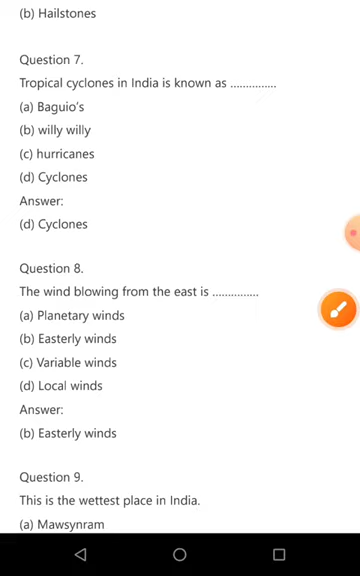 (b) Hailstones
Question 7.
Tropical cyclones in India is known as ...............
(a) Baguio's
(b) willy willy
(c) hurricanes
(d) Cyclones
Answer:
(d) Cyclones
Question 8.
The wind blowing from the east is ...............
(a) Planetary winds
(b) Easterly winds
(c) Variable winds
(d) Local winds
Answer:
(b) Easterly winds
Question 9.
This is the wettest place in India.
(a) Mawsynram